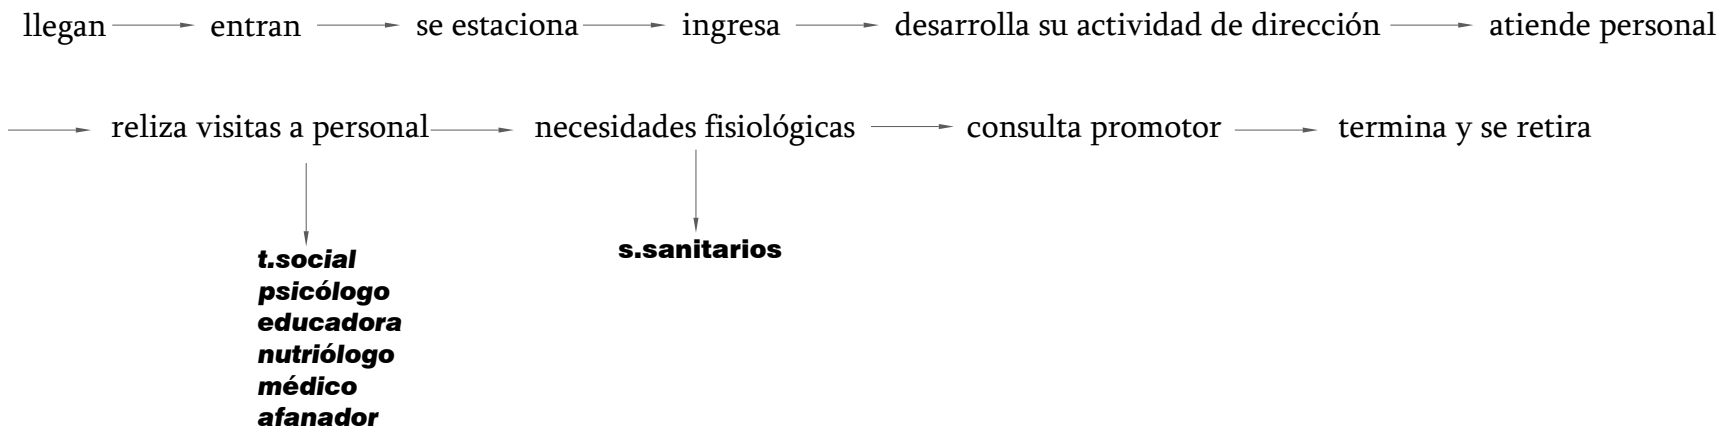 llegan entran se estaciona ingresa desarrolla su actividad de dirección atiende personal
reliza visitas a personal necesidades fisiológicas consulta promotor termina y se retira
s.sanitarios
t.social
psicólogo
educadora
nutriólogo
médico
afanador